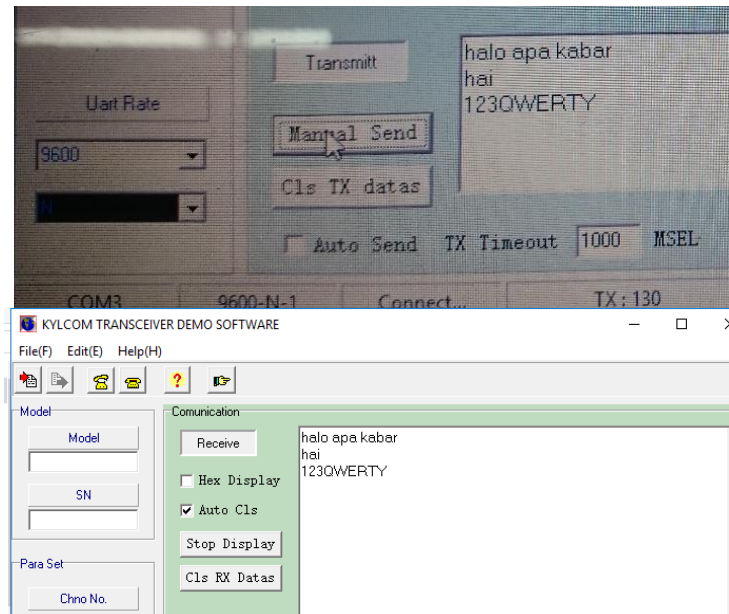 Transmitt
halo apa kabar
hai
123QWERTY
Uart Rate
Manual Send
9600
Cls TX datas
N
Auto Send TX Timeout 1000 MSEL
COM3 9600-N-1 Connect... TX:130
KYLCOM TRANSCEIVER DEMO SOFTWARE
File(F) Edit(E) Help(H)
Model
Model
SN
Para Set
Chno No.
Comunication
Receive
Hex Display
Auto Cls
Stop Display
Cls RX Datas
halo apa kabar
hai
123QWERTY